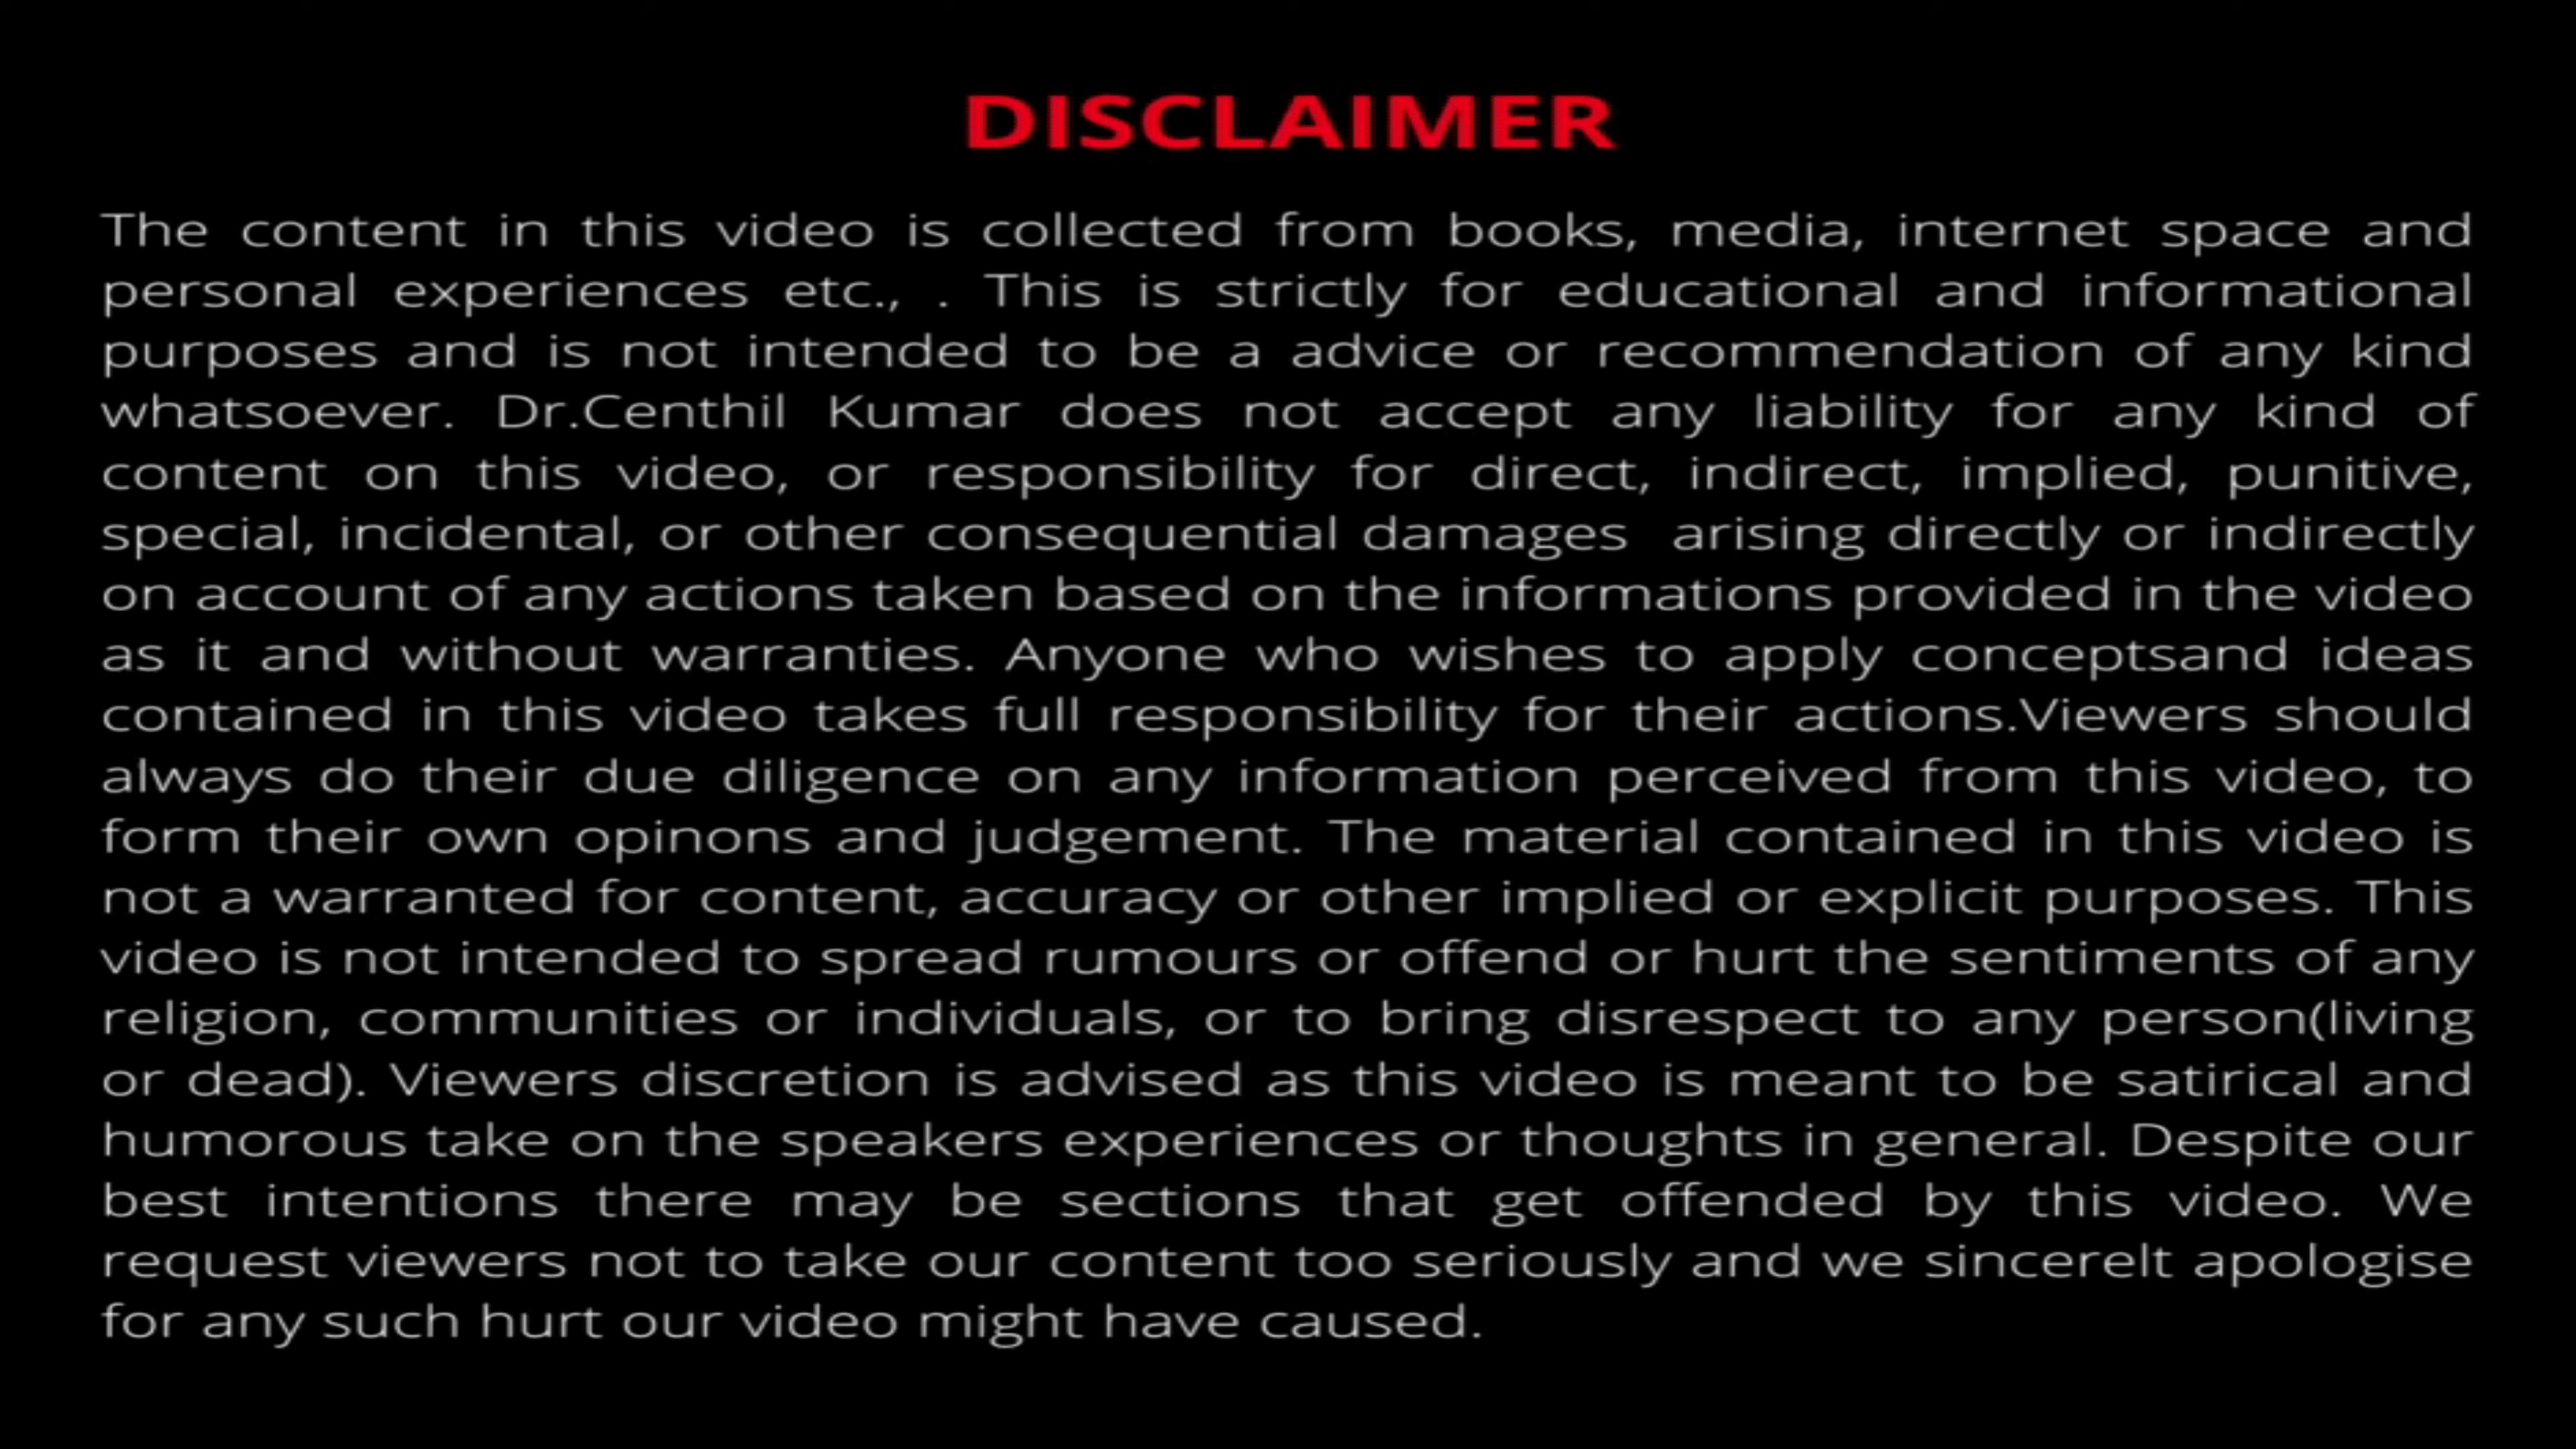 DISCLAIMER
The content in this video is collected from books, media, internet space and
personal experiences etc., . This is strictly for educational and informational
purposes and is not intended to be a advice or recommendation of any kind
whatsoever. Dr.Centhil Kumar does not accept any liability for any kind of
content on this video, or responsibility for direct, indirect, implied, punitive,
special, incidental, or other consequential damages arising directly or indirectly
on account of any actions taken based on the informations provided in the video
as it and without warranties. Anyone who wishes to apply conceptsand ideas
contained in this video takes full responsibility for their actions.Viewers should
always do their due diligence on any information perceived from this video, to
form their own opinons and judgement. The material contained in this video is
not a warranted for content, accuracy or other implied or explicit purposes. This
video is not intended to spread rumours or offend or hurt the sentiments of any
religion, communities or individuals, or to bring disrespect to any person(living
or dead). Viewers discretion is advised as this video is meant to be satirical and
humorous take on the speakers experiences or thoughts in general. Despite our
best intentions there may be sections that get offended by this video. We
request viewers not to take our content too seriously and we sincerelt apologise
for any such hurt our video might have caused.